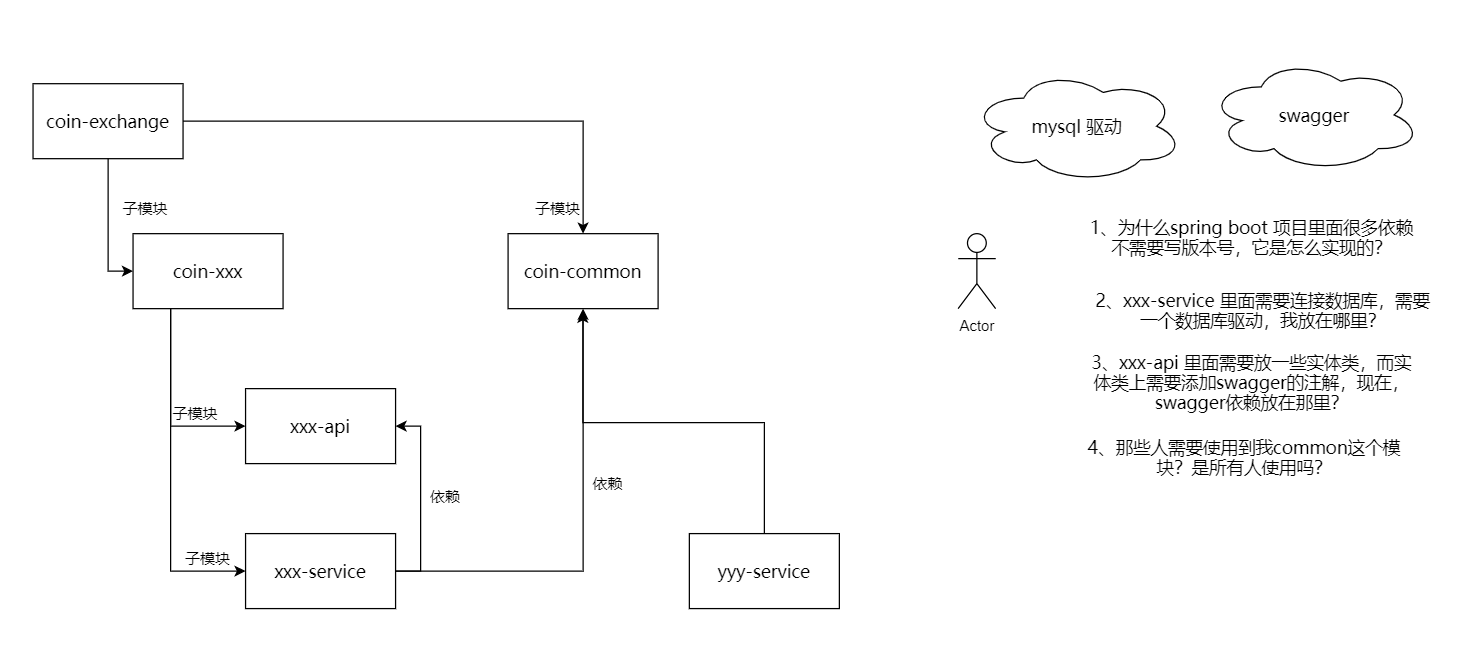 coin-exchange
mysql 驱动
swagger
子模块
子模块
coin-xxx
coin-common
Actor
1、为什么spring boot 项目里面很多依赖
不需要写版本号，它是怎么实现的？
2、xxx-service 里面需要连接数据库，需要
一个数据库驱动，我放在哪里？
3、xxx-api 里面需要放一些实体类，而实
体类上需要添加swagger的注解，现在，
swagger依赖放在那里？
4、那些人需要使用到我common这个模
块？是所有人使用吗？
子模块
xxx-api
依赖
依赖
子模块
xxx-service
yyy-service